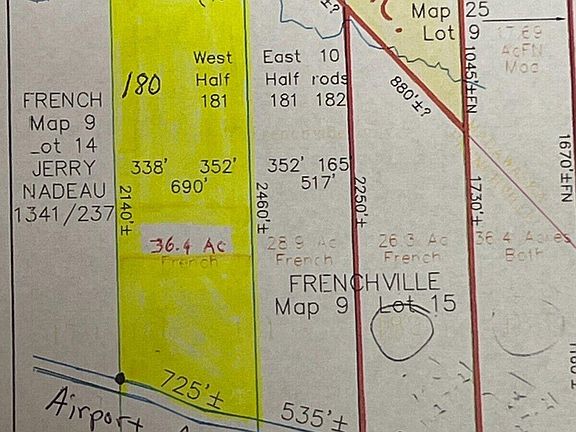 ?±
Map 25
Lot 9
17.69
AcFN
Mad
1045'±FN
880'±?
West
Half
181
180
East 10
Half rods
181 182
FRENCH
Map 9
_ot 14
JERRY
NADEAU
1341/237
338' 352'
690'
352' 165
517'
2140'±
2460'±
2250'±
1730'±
1670'±FN
36.4 Ac
French
28.9 Ac
French
26.3 Ac
French
36.4 Acres
Both
FRENCHVILLE
Map 9 Lot 15
725'±
535'±
Airport